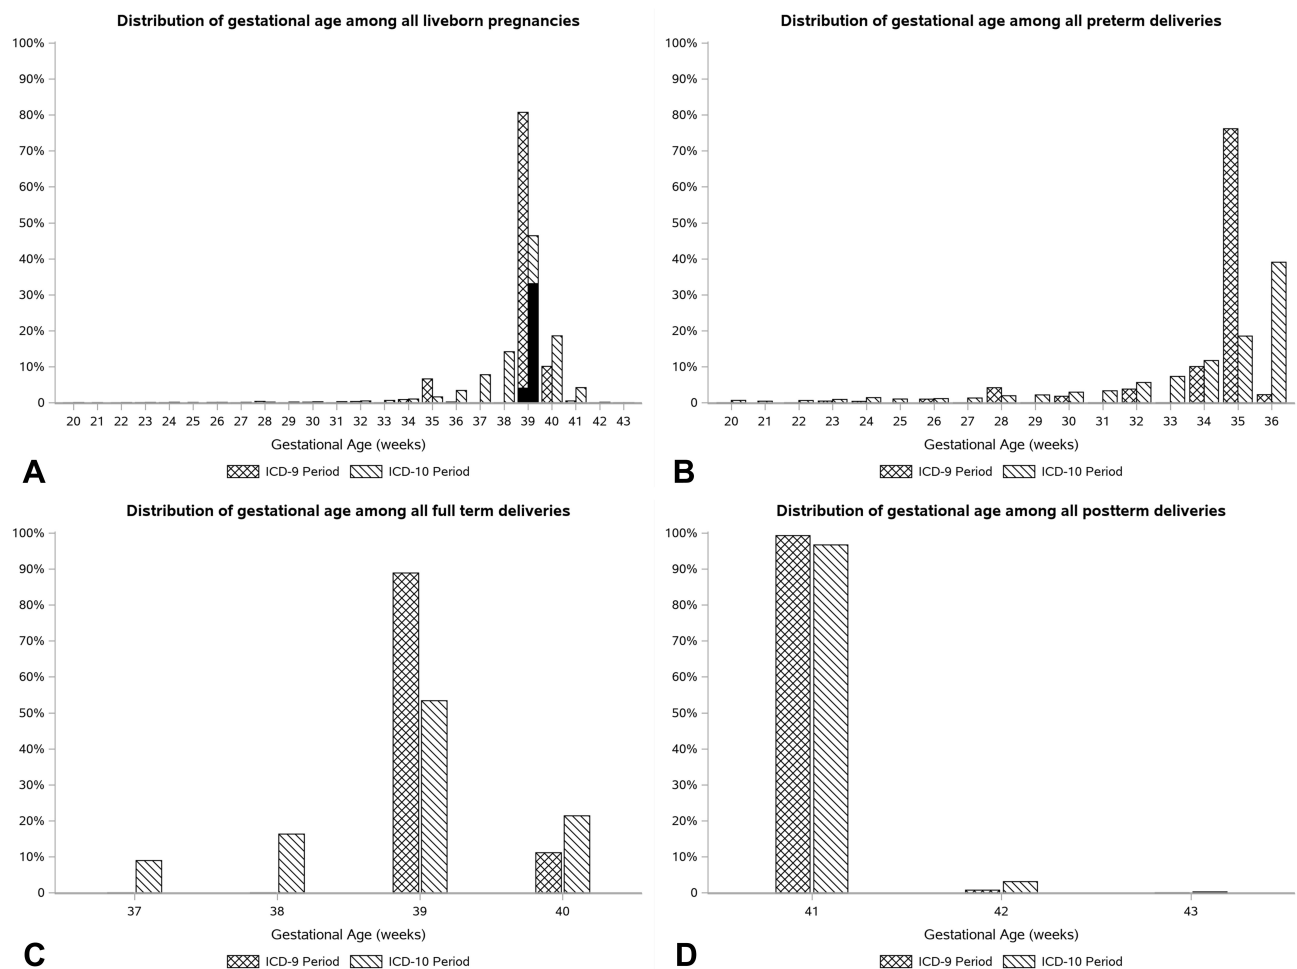 Distribution of gestational age among all liveborn pregnancies
100%
90%
80%
70%
60%
50%
40%
30%
20%
10%
0
20 21 22 23 24 25 26 27 28 29 30 31 32 33 34 35 36 37 38 39 40 41 42 43
Gestational Age (weeks)
ICD-9 Period ICD-10 Period
A
Distribution of gestational age among all preterm deliveries
100%
90%
80%
70%
60%
50%
40%
30%
20%
10%
0
20 21 22 23 24 25 26 27 28 29 30 31 32 33 34 35 36
Gestational Age (weeks)
ICD-9 Period ICD-10 Period
B
Distribution of gestational age among all full term deliveries
100%
90%
80%
70%
60%
50%
40%
30%
20%
10%
0
37 38 39 40
Gestational Age (weeks)
ICD-9 Period ICD-10 Period
C
Distribution of gestational age among all postterm deliveries
100%
90%
80%
70%
60%
50%
40%
30%
20%
10%
0
41 42 43
Gestational Age (weeks)
ICD-9 Period ICD-10 Period
D